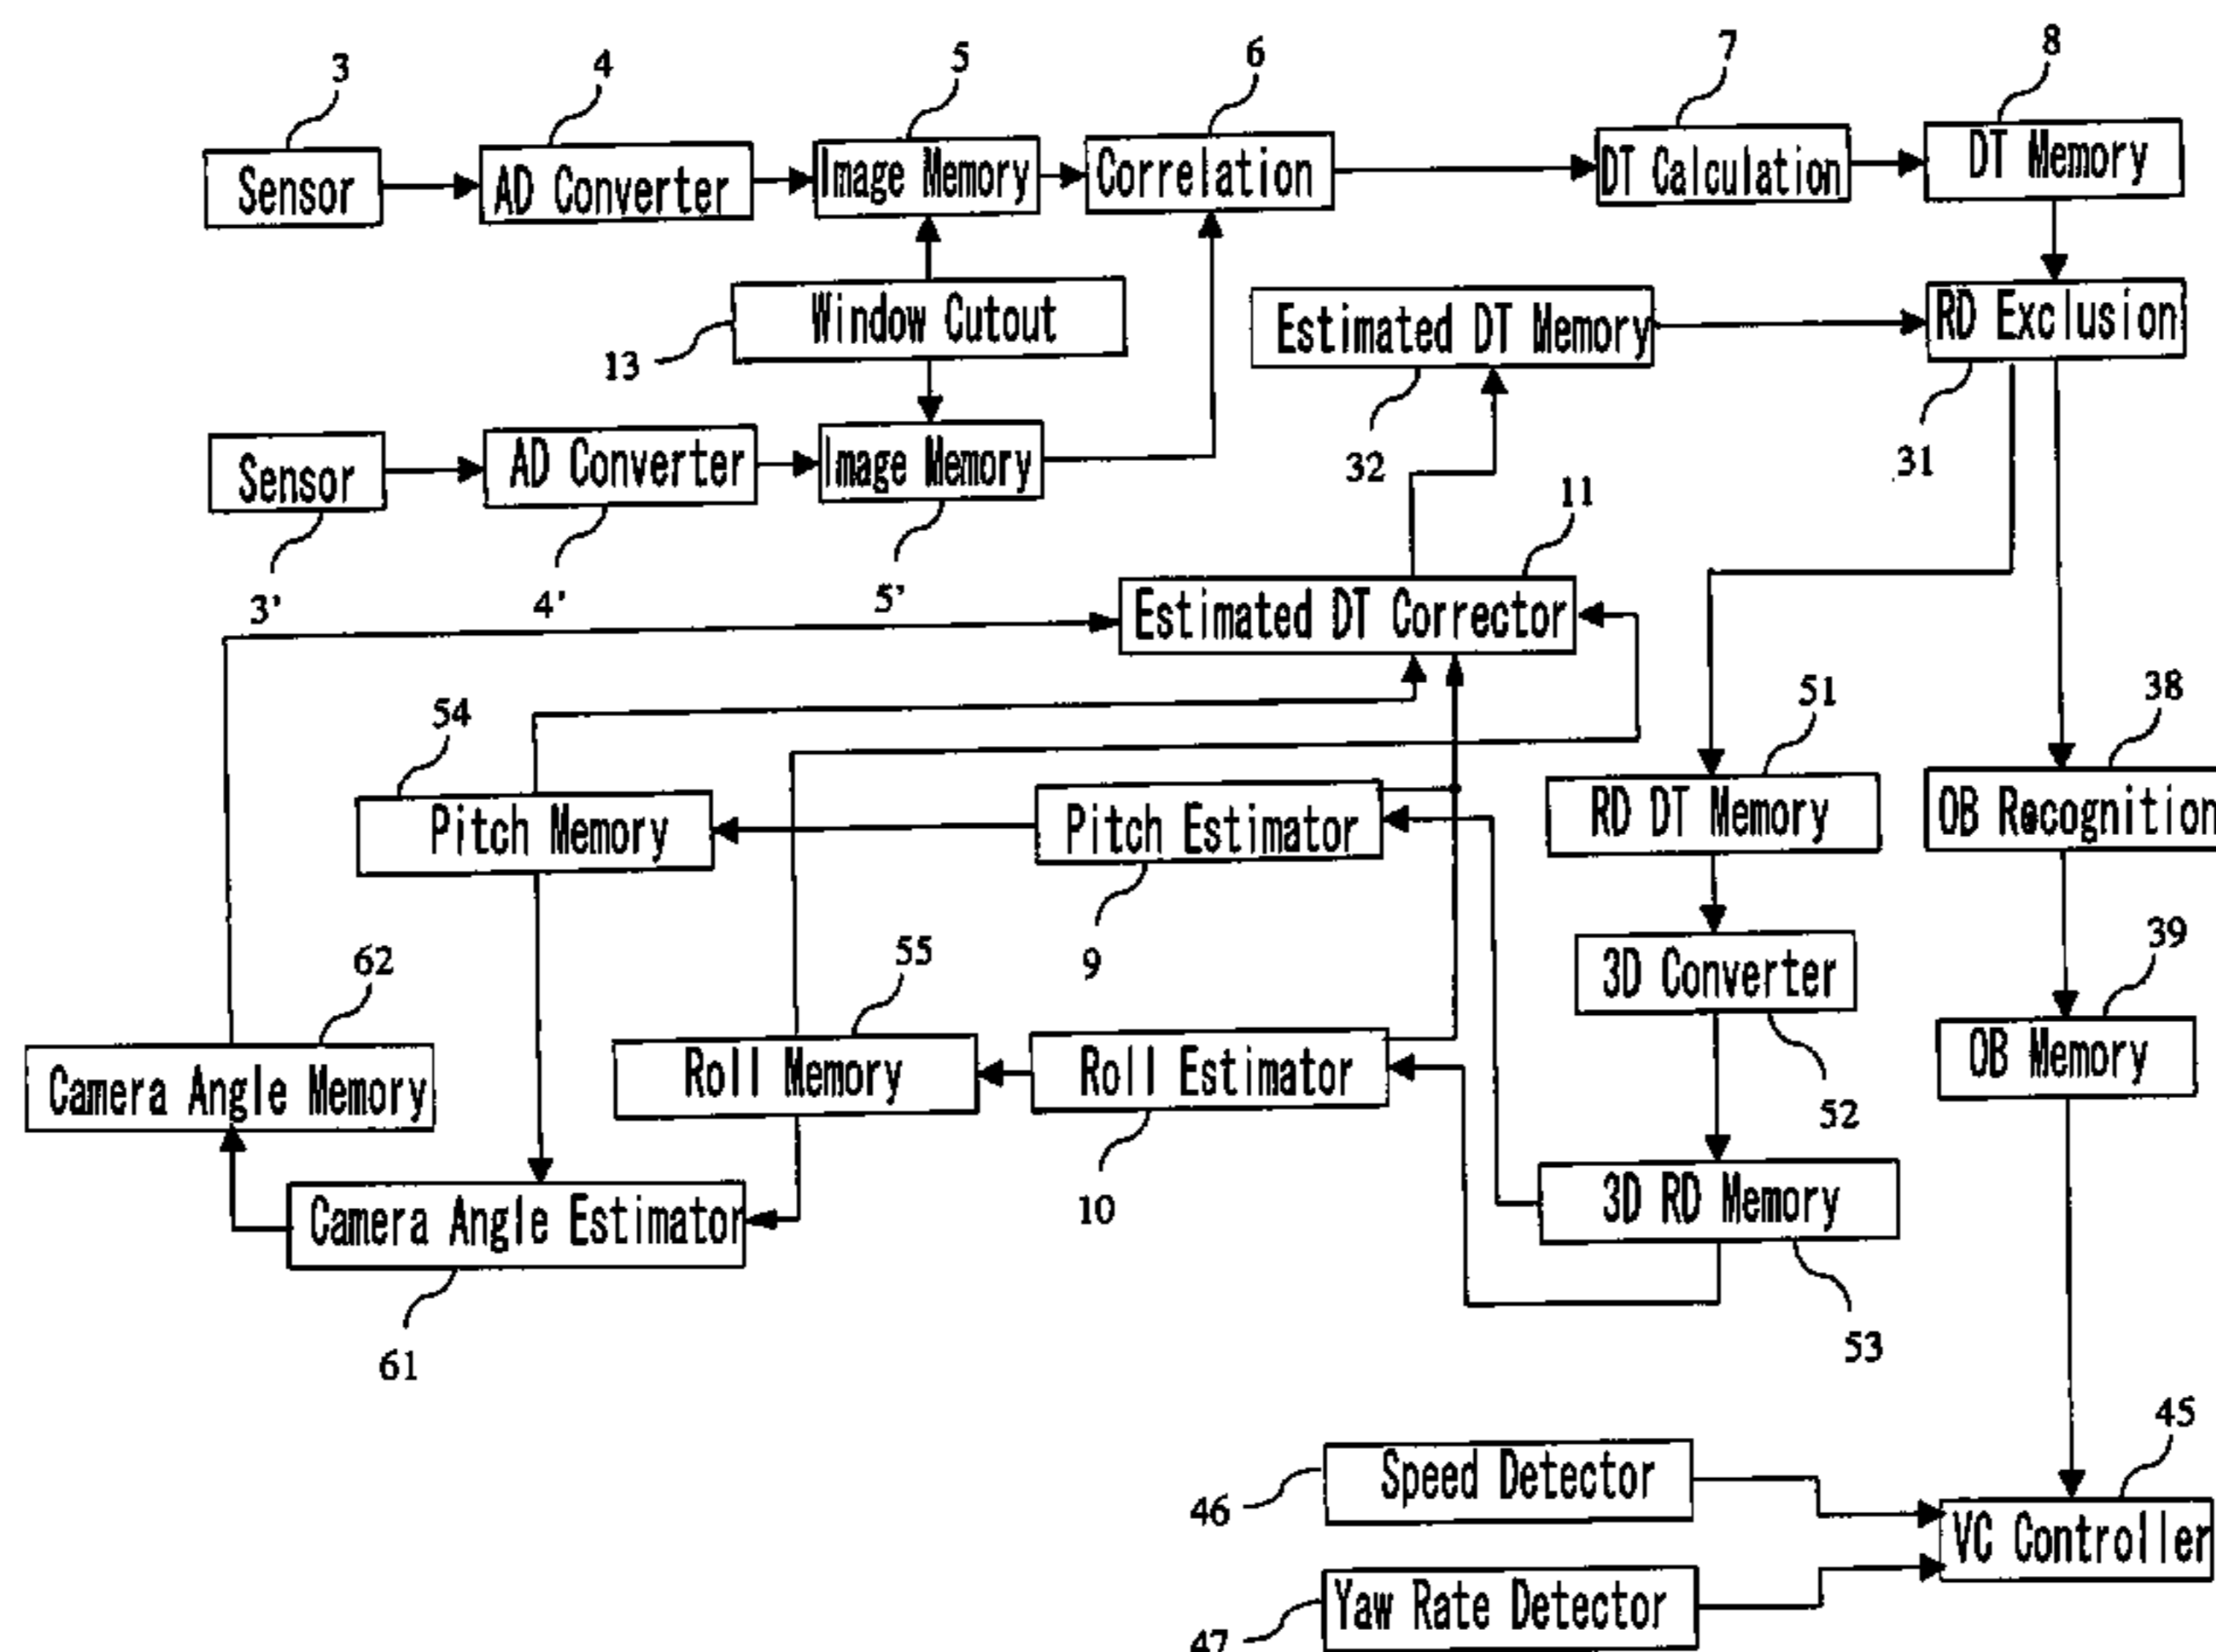 3
4
5
6
7
8
Sensor
AD Converter
Image Memory
Correlation
DT Calculation
DT Memory
Window Cutout
13
Estimated DT Memory
32
RD Exclusion
31
Sensor
AD Converter
Image Memory
3'
4'
5'
11
Estimated DT Corrector
54
51
38
Pitch Memory
Pitch Estimator
9
RD DT Memory
OB Recognition
62
55
3D Converter
52
39
Camera Angle Memory
Roll Memory
Roll Estimator
10
OB Memory
Camera Angle Estimator
61
3D RD Memory
53
45
Speed Detector
46
VC Controller
Yaw Rate Detector
47